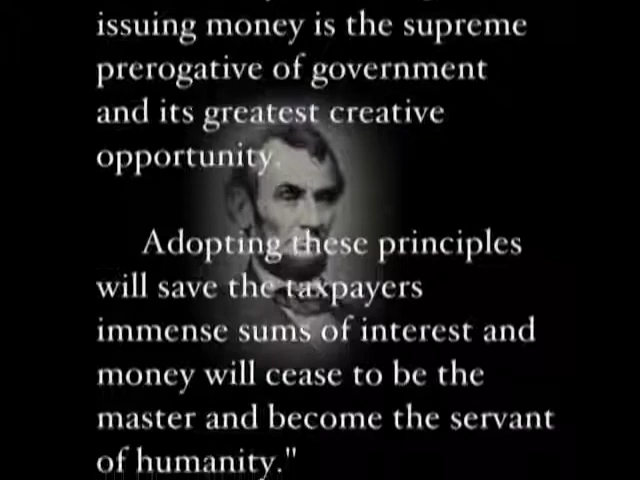 issuing money is the supreme
prerogative of government
and its greatest creative
opportunity.
Adopting these principles
will save the taxpayers
immense sums of interest and
money will cease to be the
master and become the servant
of humanity."